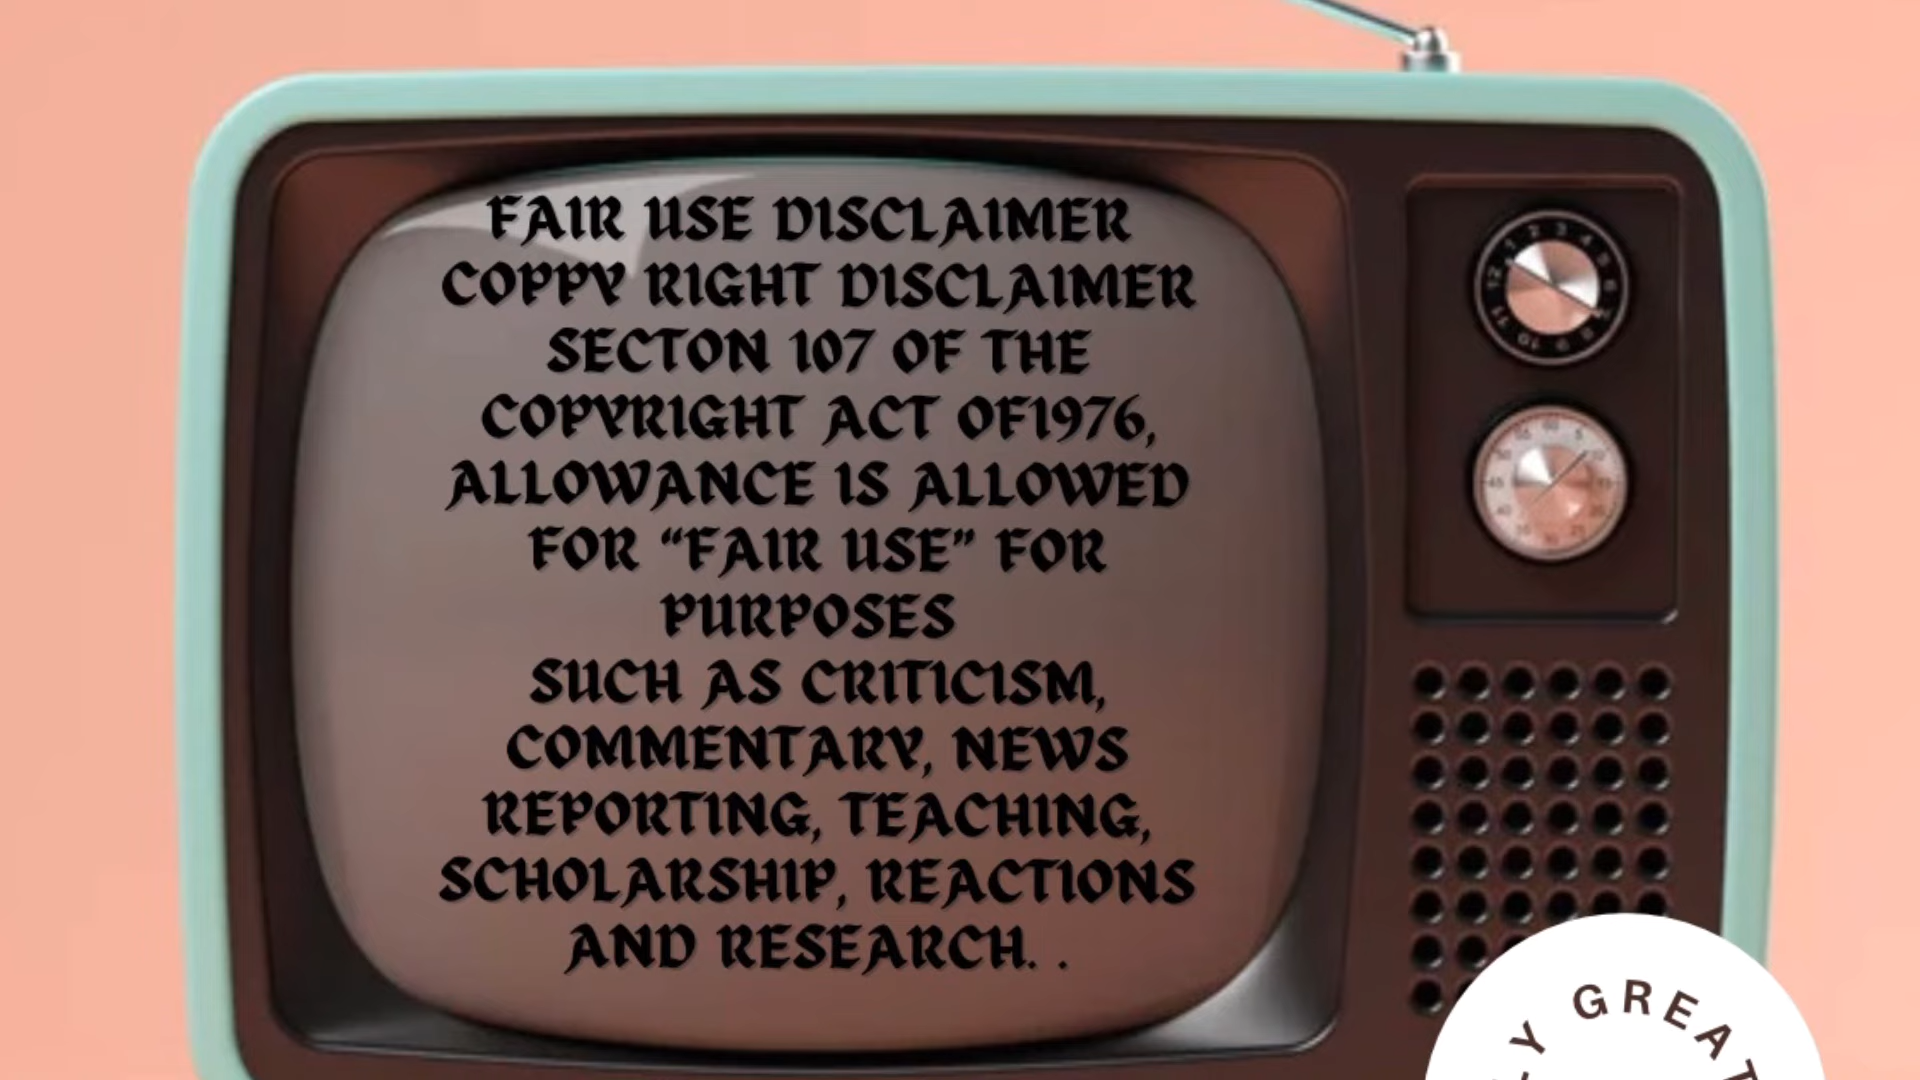 FAIR USE DISCLAIMER
COPPY RIGHT DISCLAIMER
SECTON 107 OF THE
COPYRIGHT ACT OF1976,
ALLOWANCE IS ALLOWED
FOR “FAIR USE” FOR
PURPOSES
SUCH AS CRITICISM,
COMMENTARY, NEWS
REPORTING, TEACHING,
SCHOLARSHIP, REACTIONS
AND RESEARCH. .
GREAT